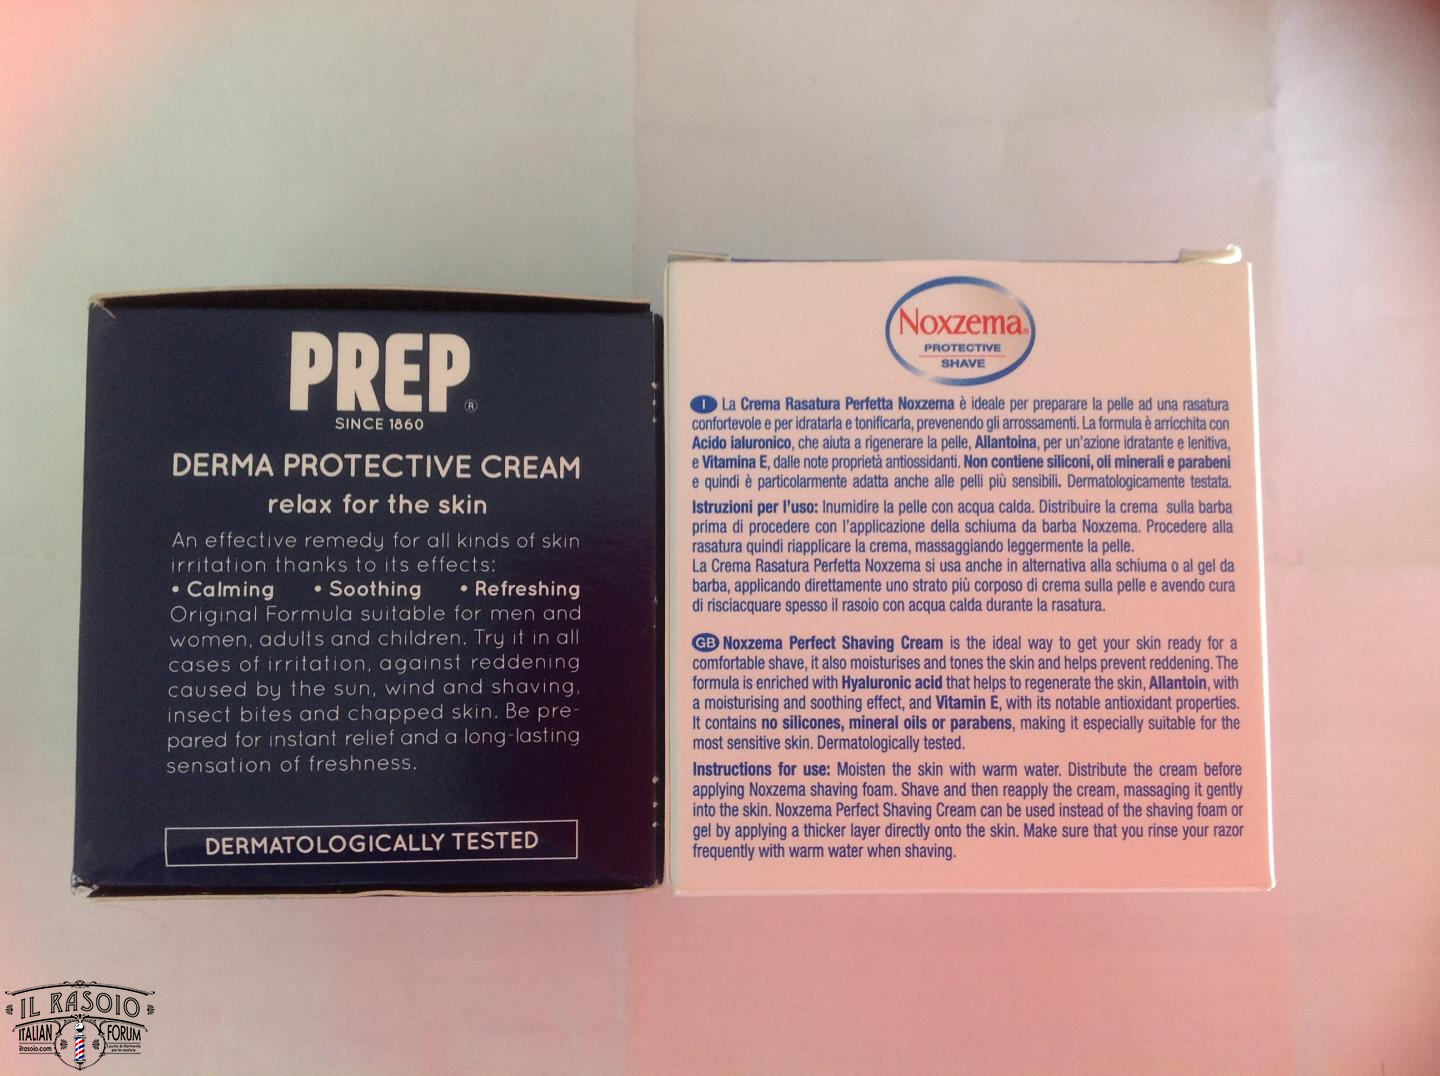 PREP®
SINCE 1860
DERMA PROTECTIVE CREAM
relax for the skin
An effective remedy for all kinds of skin
irritation thanks to its effects:
• Calming • Soothing • Refreshing
Original Formula suitable for men and
women, adults and children. Try it in all
cases of irritation, against reddening
caused by the sun, wind and shaving,
insect bites and chapped skin. Be pre-
pared for instant relief and a long-lasting
sensation of freshness.
DERMATOLOGICALLY TESTED
Noxzema®
PROTECTIVE
SHAVE
I La Crema Rasatura Perfetta Noxzema è ideale per preparare la pelle ad una rasatura
confortevole e per idratarla e tonificarla, prevenendo gli arrossamenti. La formula è arricchita con
Acido ialuronico, che aiuta a rigenerare la pelle, Allantoina, per un'azione idratante e lenitiva,
e Vitamina E, dalle note proprietà antiossidanti. Non contiene siliconi, oli minerali e parabeni
e quindi è particolarmente adatta anche alle pelli più sensibili. Dermatologicamente testata.
Istruzioni per l'uso: Inumidire la pelle con acqua calda. Distribuire la crema sulla barba
prima di procedere con l'applicazione della schiuma da barba Noxzema. Procedere alla
rasatura quindi riapplicare la crema, massaggiando leggermente la pelle.
La Crema Rasatura Perfetta Noxzema si usa anche in alternativa alla schiuma o al gel da
barba, applicando direttamente uno strato più corposo di crema sulla pelle e avendo cura
di risciacquare spesso il rasoio con acqua calda durante la rasatura.
GB Noxzema Perfect Shaving Cream is the ideal way to get your skin ready for a
comfortable shave, it also moisturises and tones the skin and helps prevent reddening. The
formula is enriched with Hyaluronic acid that helps to regenerate the skin, Allantoin, with
a moisturising and soothing effect, and Vitamin E, with its notable antioxidant properties.
It contains no silicones, mineral oils or parabens, making it especially suitable for the
most sensitive skin. Dermatologically tested.
Instructions for use: Moisten the skin with warm water. Distribute the cream before
applying Noxzema shaving foam. Shave and then reapply the cream, massaging it gently
into the skin. Noxzema Perfect Shaving Cream can be used instead of the shaving foam or
gel by applying a thicker layer directly onto the skin. Make sure that you rinse your razor
frequently with warm water when shaving.
IL RASOIO
ITALIAN FORUM
ilrasoio.com